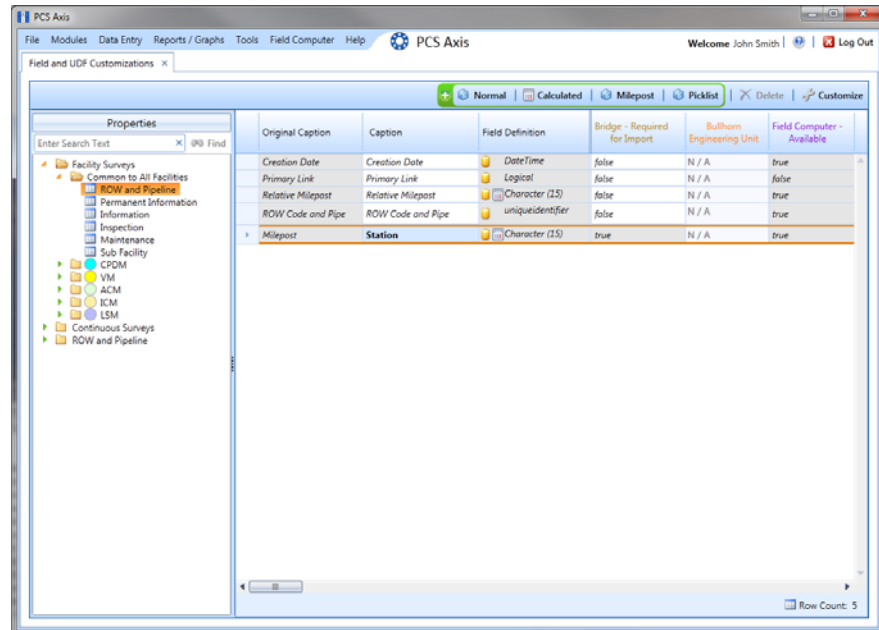 PCS Axis
File Modules Data Entry Reports / Graphs Tools Field Computer Help PCS Axis Welcome John Smith | Log Out
Field and UDF Customizations ×
+ Normal | Calculated | Milepost | Picklist | Delete | Customize
Properties
Enter Search Text × Find
Facility Surveys
Common to All Facilities
ROW and Pipeline
Permanent Information
Information
Inspection
Maintenance
Sub Facility
CPDM
VM
ACM
ICM
LSM
Continuous Surveys
ROW and Pipeline
Original Caption Caption Field Definition Bridge - Required for Import Bullhorn Engineering Unit Field Computer - Available
Creation Date Creation Date DateTime false N / A true
Primary Link Primary Link Logical false N / A false
Relative Milepost Relative Milepost Character (15) false N / A true
ROW Code and Pipe ROW Code and Pipe uniqueidentifier false N / A true
Milepost Station Character (15) true N / A true
Row Count: 5